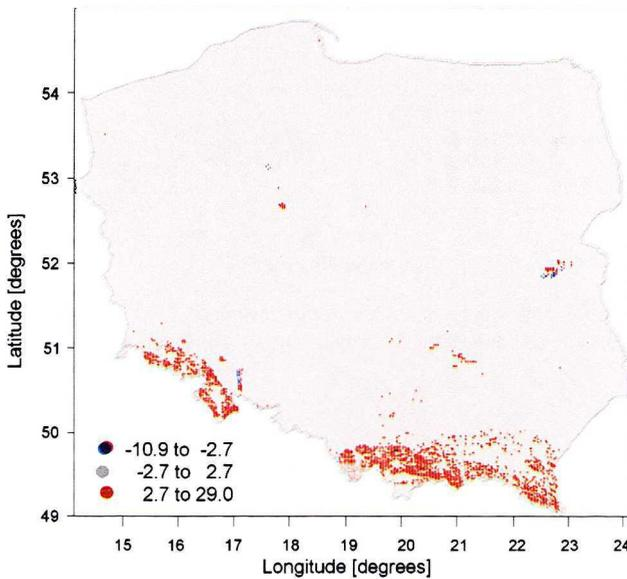 54
53
52
51
50
49
Latitude [degrees]
-10.9 to -2.7
-2.7 to 2.7
2.7 to 29.0
15 16 17 18 19 20 21 22 23 24
Longitude [degrees]